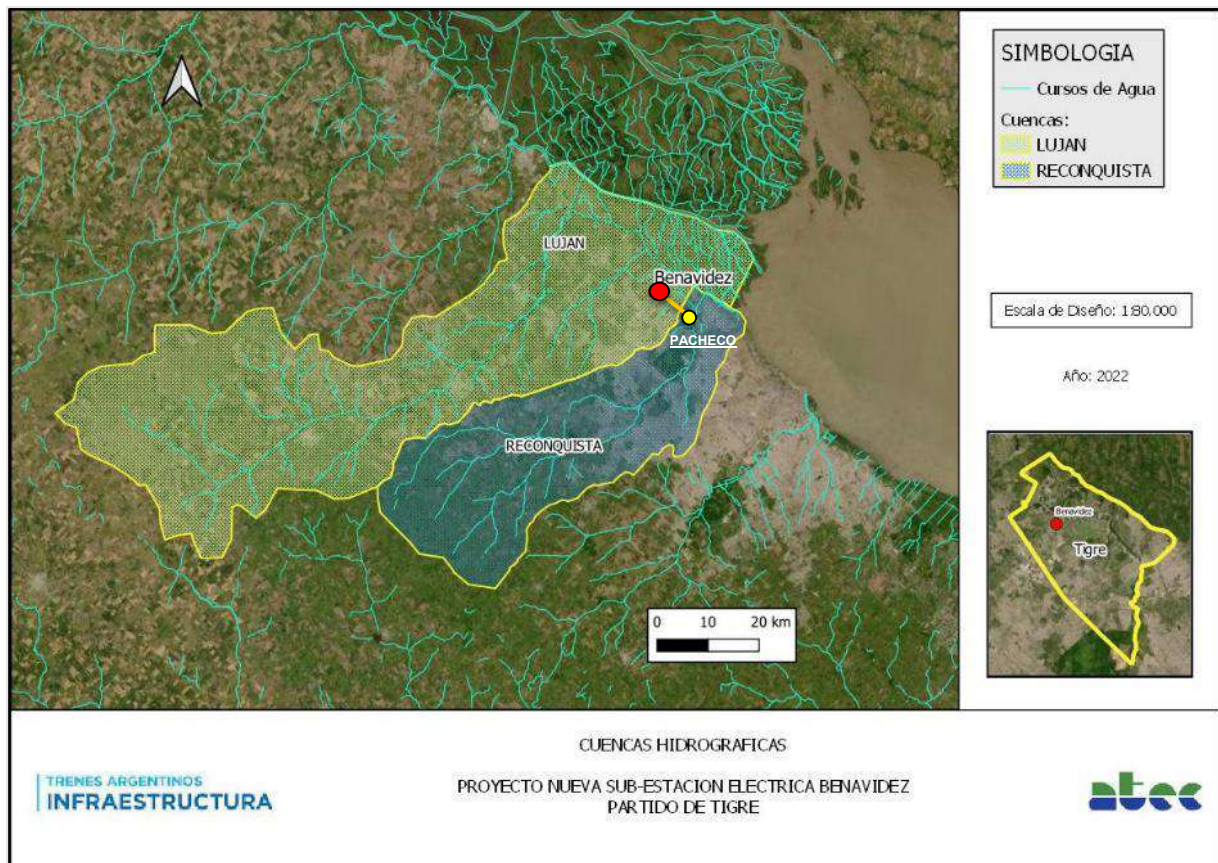 SIMBOLOGIA
Cursos de Agua
Cuencas:
LUJAN
RECONQUISTA
LUJAN
Benavidez
PACHECO
RECONQUISTA
0 10 20 km
Escala de Diseño: 1:80.000
Año: 2022
Benavidez
Tigre
CUENCAS HIDROGRAFICAS
PROYECTO NUEVA SUB-ESTACION ELECTRICA BENAVIDEZ
PARTIDO DE TIGRE
TRENES ARGENTINOS
INFRAESTRUCTURA
atec